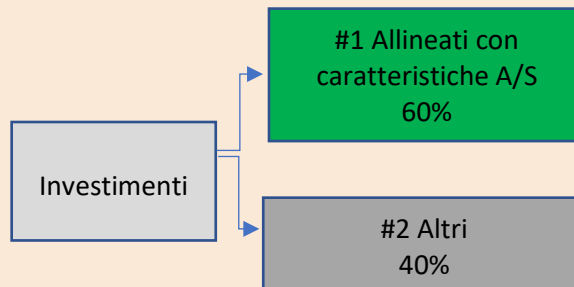 #1 Allineati con
caratteristiche A/S
60%
Investimenti
#2 Altri
40%